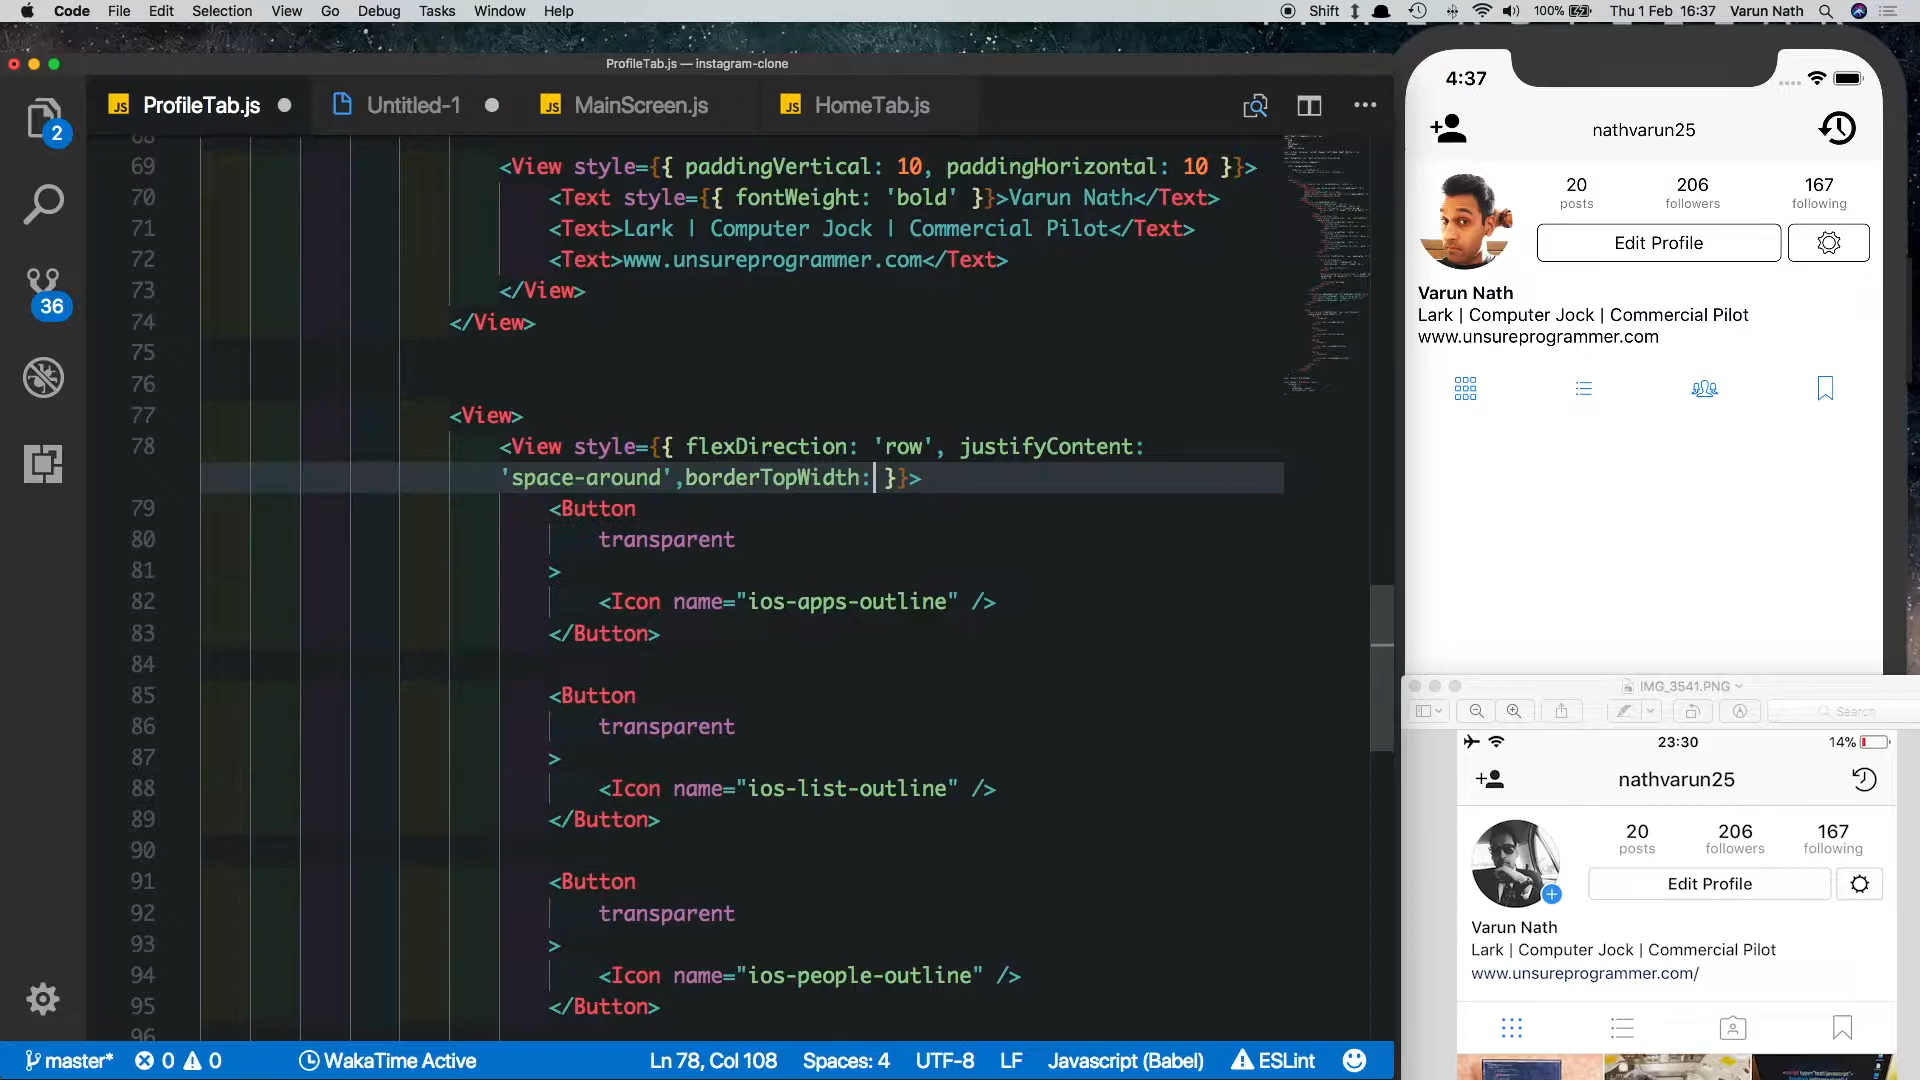 Code File Edit Selection View Go Debug Tasks Window Help
Shift 100% Thu 1 Feb 16:37 Varun Nath
ProfileTab.js — instagram-clone
JS ProfileTab.js
Untitled-1
JS MainScreen.js
JS HomeTab.js
2
36
68
69 <View style={{ paddingVertical: 10, paddingHorizontal: 10 }}>
70 <Text style={{ fontWeight: 'bold' }}>Varun Nath</Text>
71 <Text>Lark | Computer Jock | Commercial Pilot</Text>
72 <Text>www.unsureprogrammer.com</Text>
73 </View>
74 </View>
75
76
77 <View>
78 <View style={{ flexDirection: 'row', justifyContent:
'space-around',borderTopWidth: }}>
79 <Button
80 transparent
81 >
82 <Icon name="ios-apps-outline" />
83 </Button>
84
85 <Button
86 transparent
87 >
88 <Icon name="ios-list-outline" />
89 </Button>
90
91 <Button
92 transparent
93 >
94 <Icon name="ios-people-outline" />
95 </Button>
96
master* 0 0 WakaTime Active Ln 78, Col 108 Spaces: 4 UTF-8 LF Javascript (Babel) ESLint
4:37
nathvarun25
20 206 167
posts followers following
Edit Profile
Varun Nath
Lark | Computer Jock | Commercial Pilot
www.unsureprogrammer.com
IMG_3541.PNG
Search
23:30 14%
nathvarun25
20 206 167
posts followers following
Edit Profile
Varun Nath
Lark | Computer Jock | Commercial Pilot
www.unsureprogrammer.com/